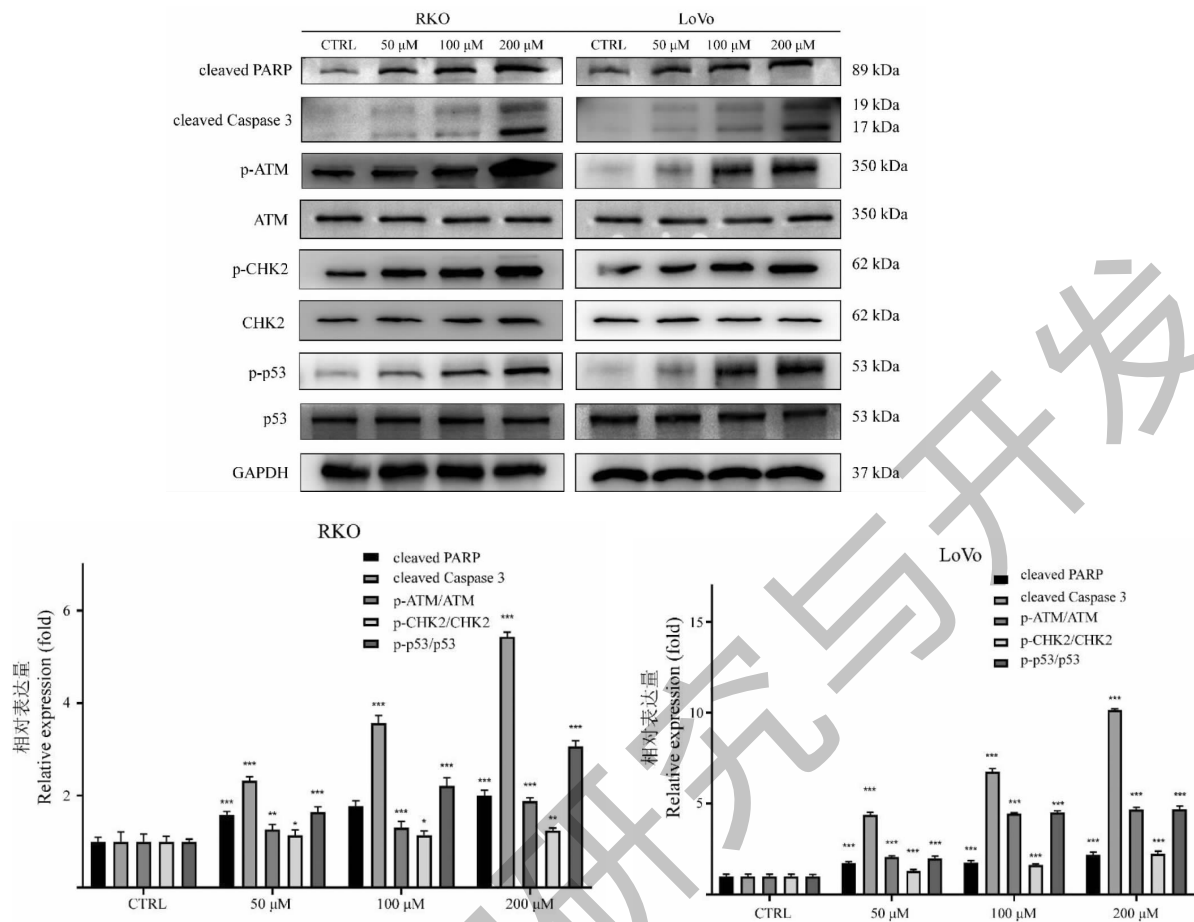 RKO LoVo
CTRL 50 μM 100 μM 200 μM CTRL 50 μM 100 μM 200 μM
cleaved PARP 89 kDa
cleaved Caspase 3 19 kDa
17 kDa
p-ATM 350 kDa
ATM 350 kDa
p-CHK2 62 kDa
CHK2 62 kDa
p-p53 53 kDa
p53 53 kDa
GAPDH 37 kDa
RKO
cleaved PARP
cleaved Caspase 3
p-ATM/ATM
p-CHK2/CHK2
p-p53/p53
相对表达量
Relative expression (fold)
6
4
2
*** *** ** * ***
*** *** * ***
*** *** *** ** ***
CTRL 50 μM 100 μM 200 μM
LoVo
cleaved PARP
cleaved Caspase 3
p-ATM/ATM
p-CHK2/CHK2
p-p53/p53
相对表达量
Relative expression (fold)
15
10
5
*** *** *** *** ***
*** *** *** *** ***
*** *** *** *** ***
CTRL 50 μM 100 μM 200 μM
研究与开发